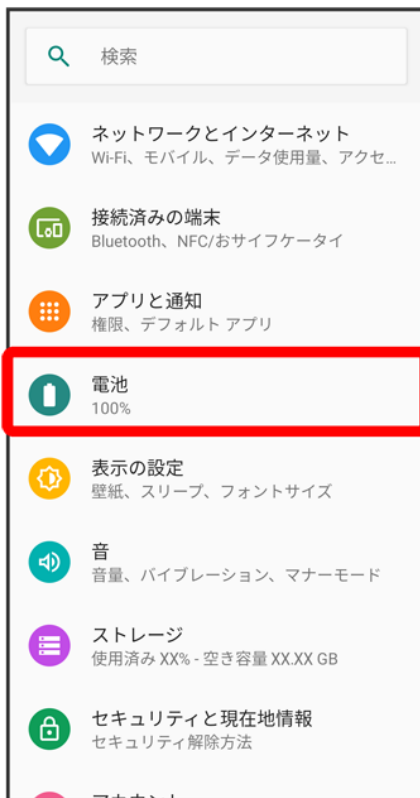 検索
ネットワークとインターネット
Wi-Fi、モバイル、データ使用量、アクセ...
接続済みの端末
Bluetooth、NFC/おサイフケータイ
アプリと通知
権限、デフォルト アプリ
電池
100%
表示の設定
壁紙、スリープ、フォントサイズ
音
音量、バイブレーション、マナーモード
ストレージ
使用済み XX% - 空き容量 XX.XX GB
セキュリティと現在地情報
セキュリティ解除方法